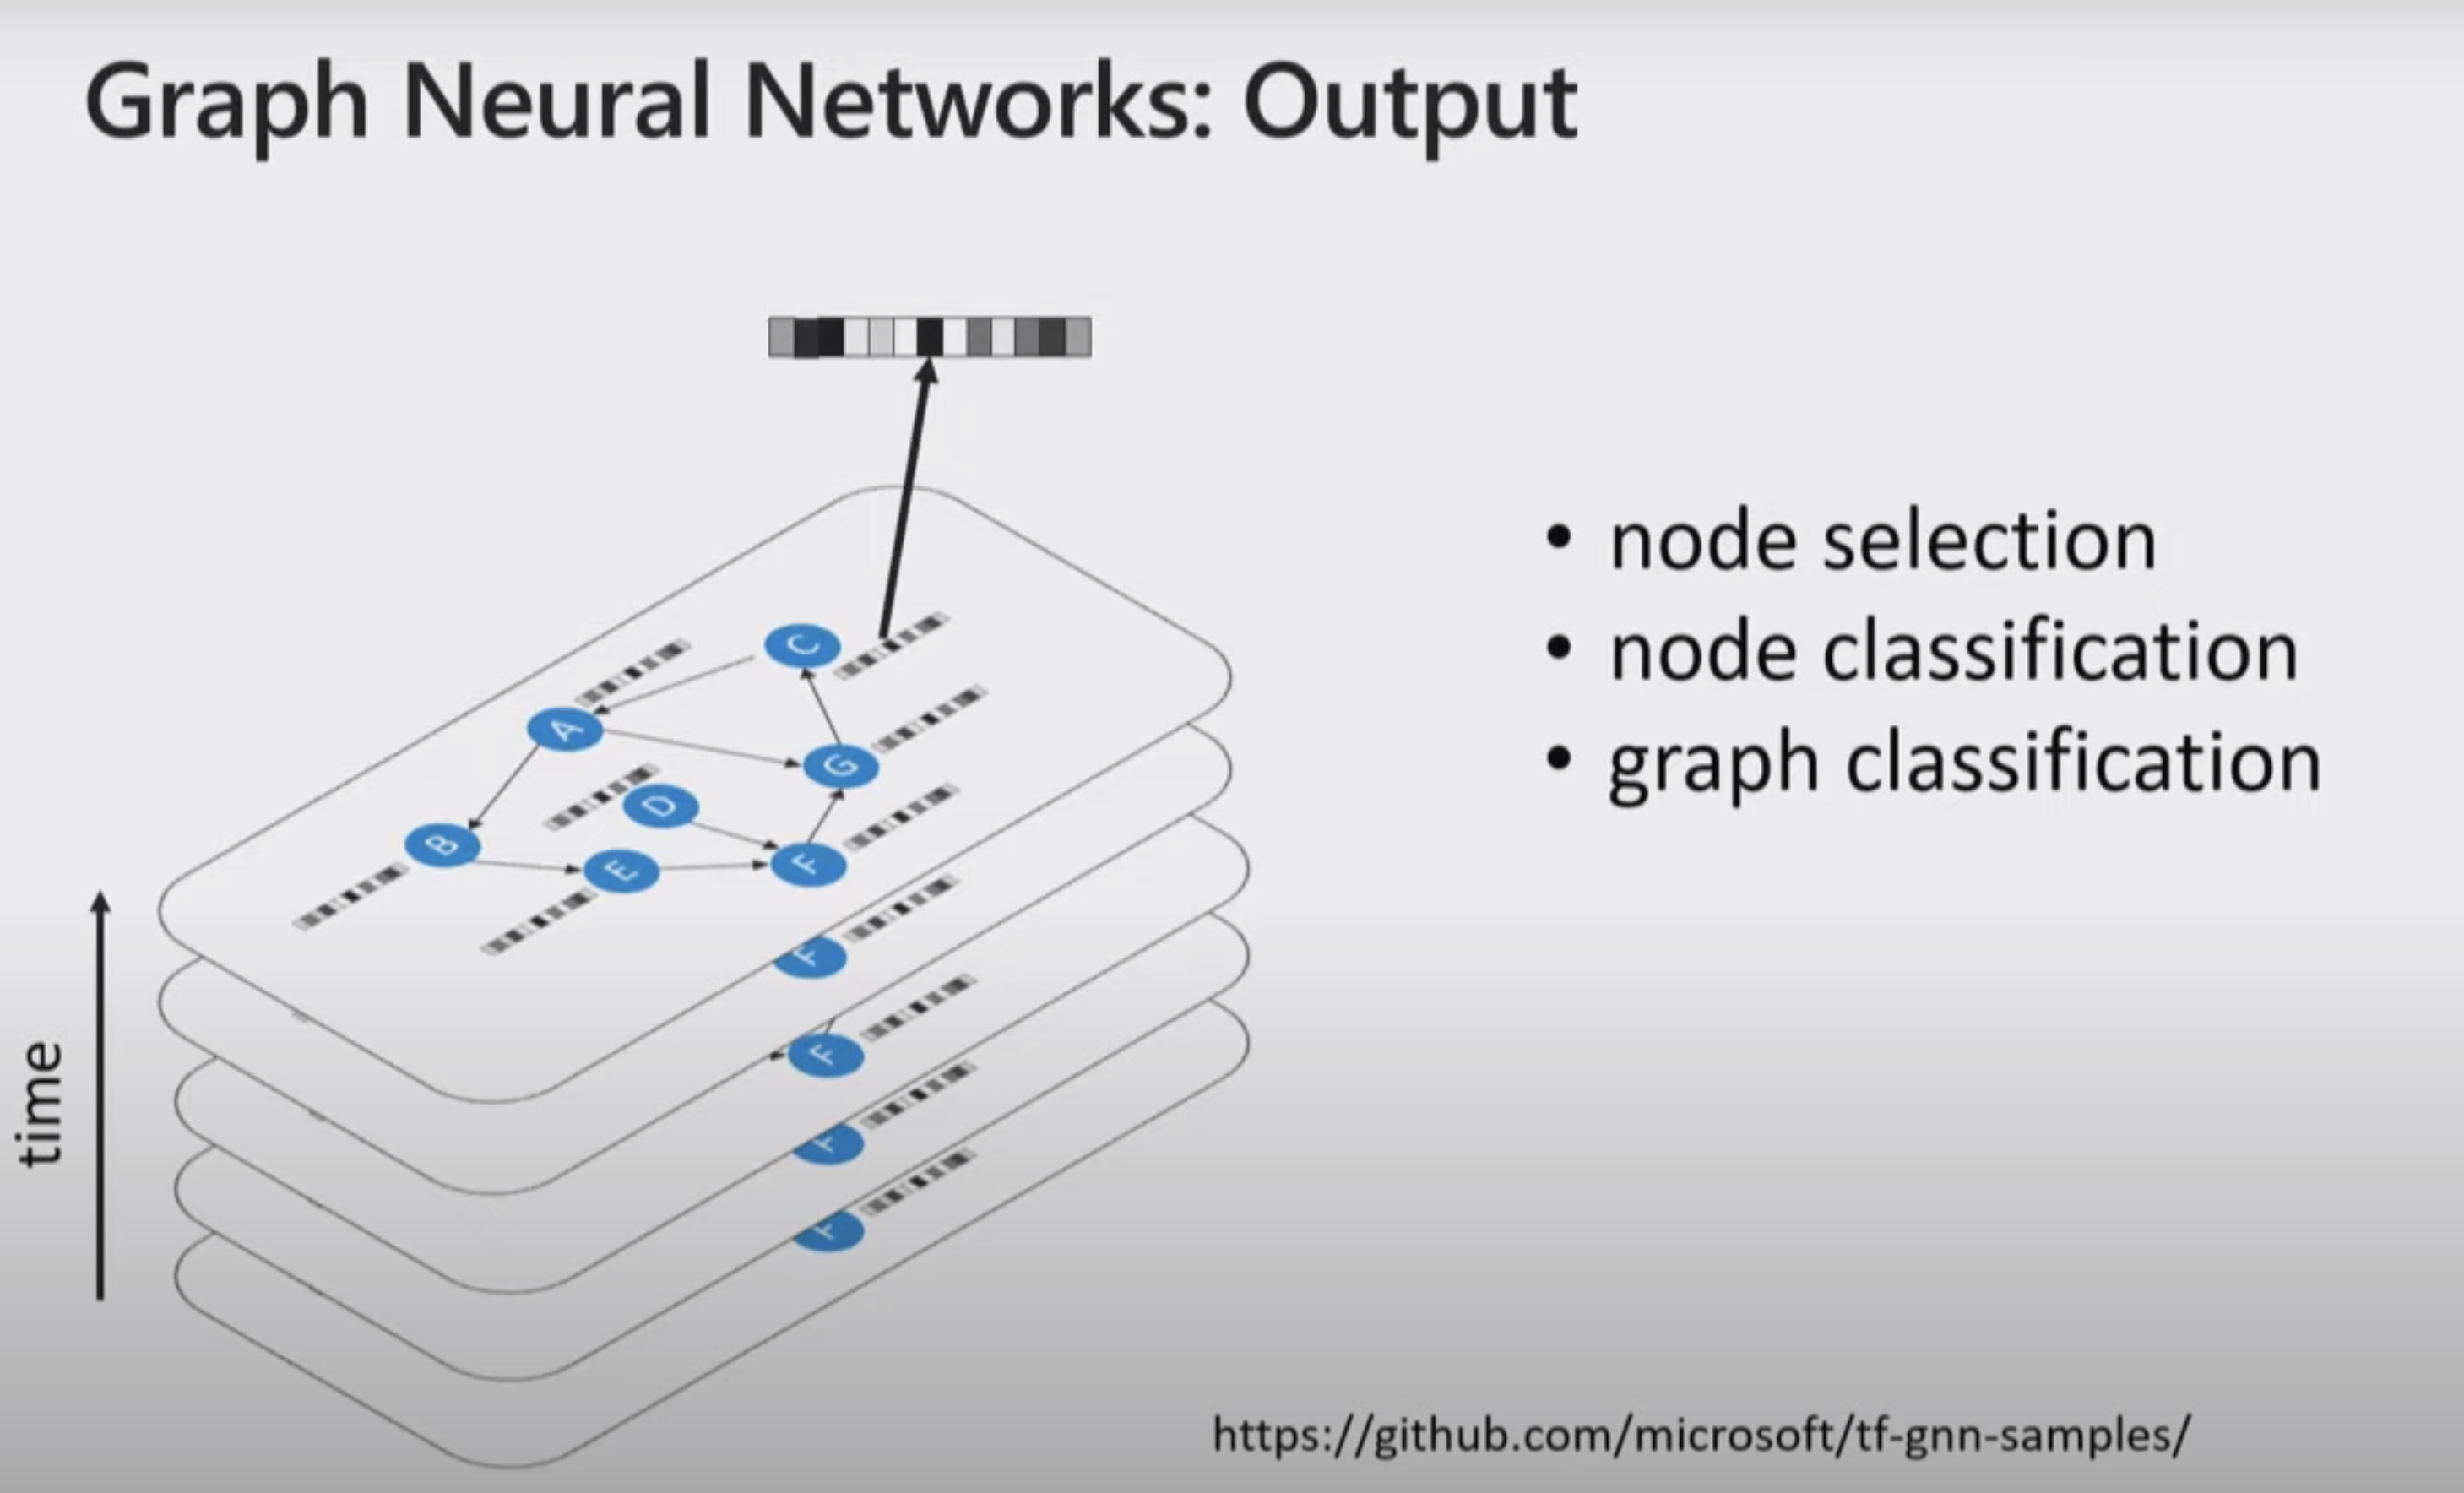 Graph Neural Networks: Output
• node selection
• node classification
• graph classification
C
A
G
D
B
E
F
F
F
F
F
time
https://github.com/microsoft/tf-gnn-samples/